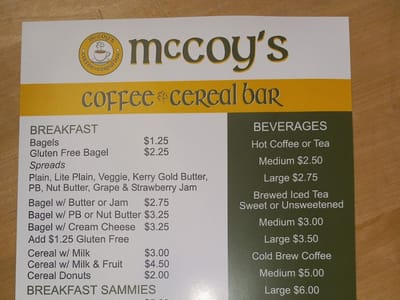 McCOY'S
McCoy's
coffee & cereal bar
BREAKFAST
Bagels $1.25
Gluten Free Bagel $2.25
Spreads
Plain, Lite Plain, Veggie, Kerry Gold Butter,
PB, Nut Butter, Grape & Strawberry Jam
Bagel w/ Butter or Jam $2.75
Bagel w/ PB or Nut Butter $3.25
Bagel w/ Cream Cheese $3.25
Add $1.25 Gluten Free
Cereal w/ Milk $3.00
Cereal w/ Milk & Fruit $4.50
Cereal Donuts $2.00
BREAKFAST SAMMIES
BEVERAGES
Hot Coffee or Tea
Medium $2.50
Large $2.75
Brewed Iced Tea
Sweet or Unsweetened
Medium $3.00
Large $3.50
Cold Brew Coffee
Medium $5.00
Large $6.00